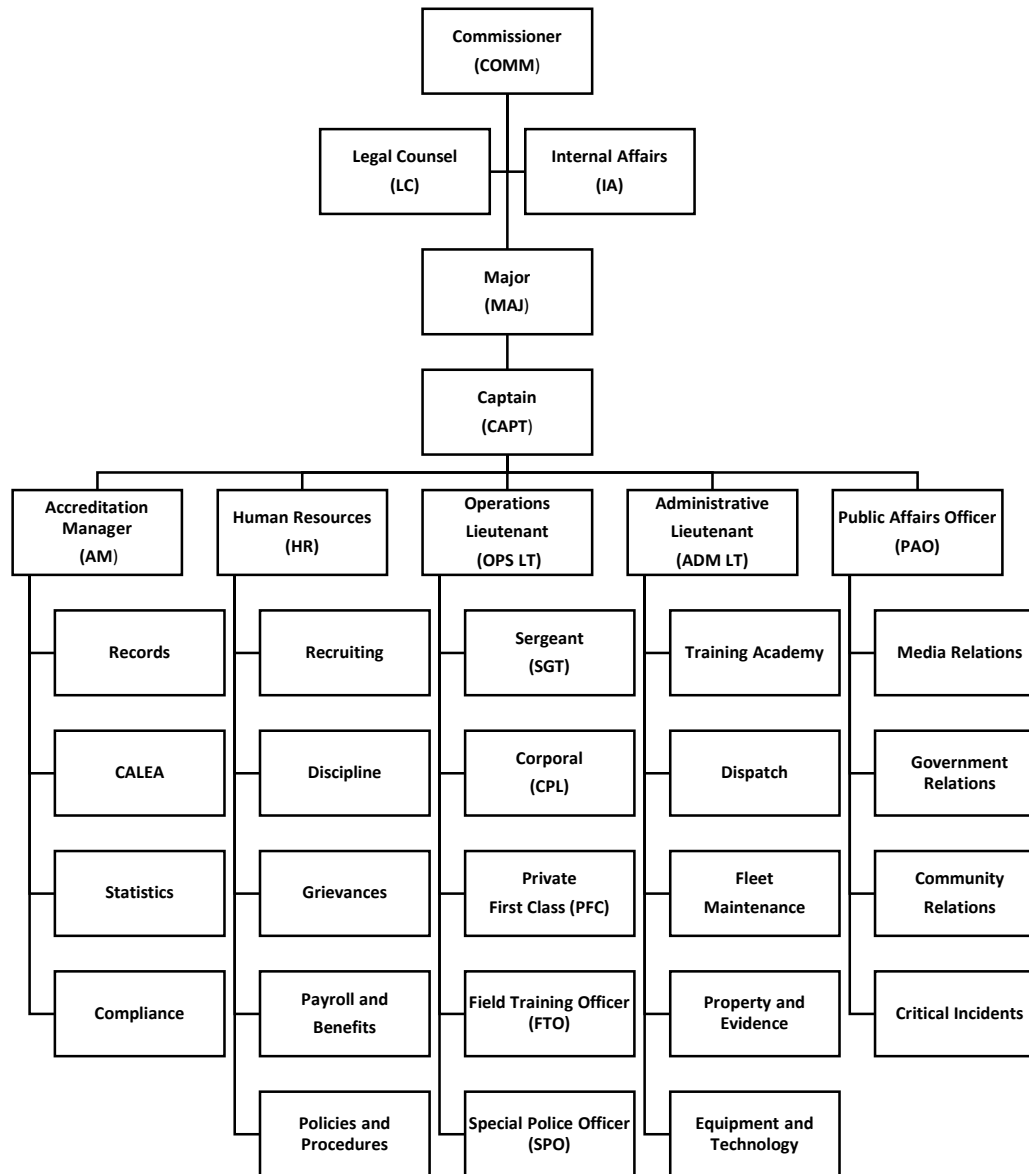 Commissioner
(COMM)
Legal Counsel
(LC)
Internal Affairs
(IA)
Major
(MAJ)
Captain
(CAPT)
Accreditation
Manager
(AM)
Human Resources
(HR)
Operations
Lieutenant
(OPS LT)
Administrative
Lieutenant
(ADM LT)
Public Affairs Officer
(PAO)
Records
Recruiting
Sergeant
(SGT)
Training Academy
Media Relations
CALEA
Discipline
Corporal
(CPL)
Dispatch
Government
Relations
Statistics
Grievances
Private
First Class (PFC)
Fleet
Maintenance
Community
Relations
Compliance
Payroll and
Benefits
Field Training Officer
(FTO)
Property and
Evidence
Critical Incidents
Policies and
Procedures
Special Police Officer
(SPO)
Equipment and
Technology